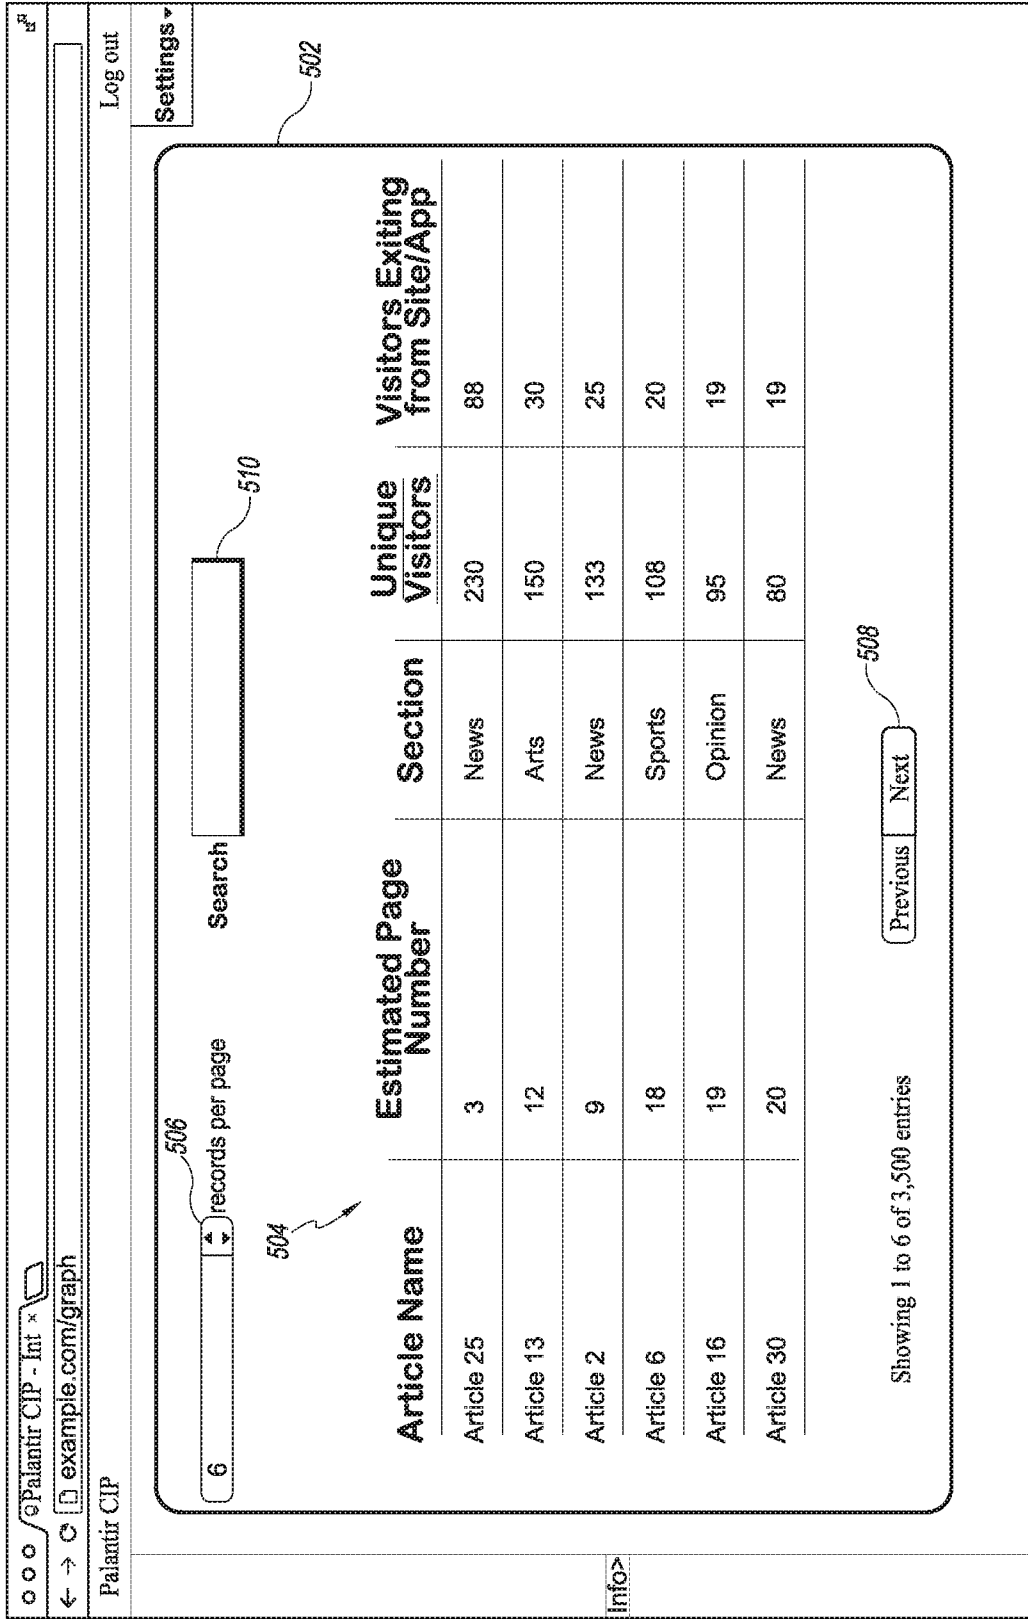 Palantir CIP - Int ×
example.com/graph
Palantir CIP Log out
Settings
Info>
502
506
6 records per page Search
510
504
Article Name Estimated Page Number Section Unique Visitors Visitors Exiting from Site/App
Article 25 3 News 230 88
Article 13 12 Arts 150 30
Article 2 9 News 133 25
Article 6 18 Sports 108 20
Article 16 19 Opinion 95 19
Article 30 20 News 80 19
508
Showing 1 to 6 of 3,500 entries Previous Next